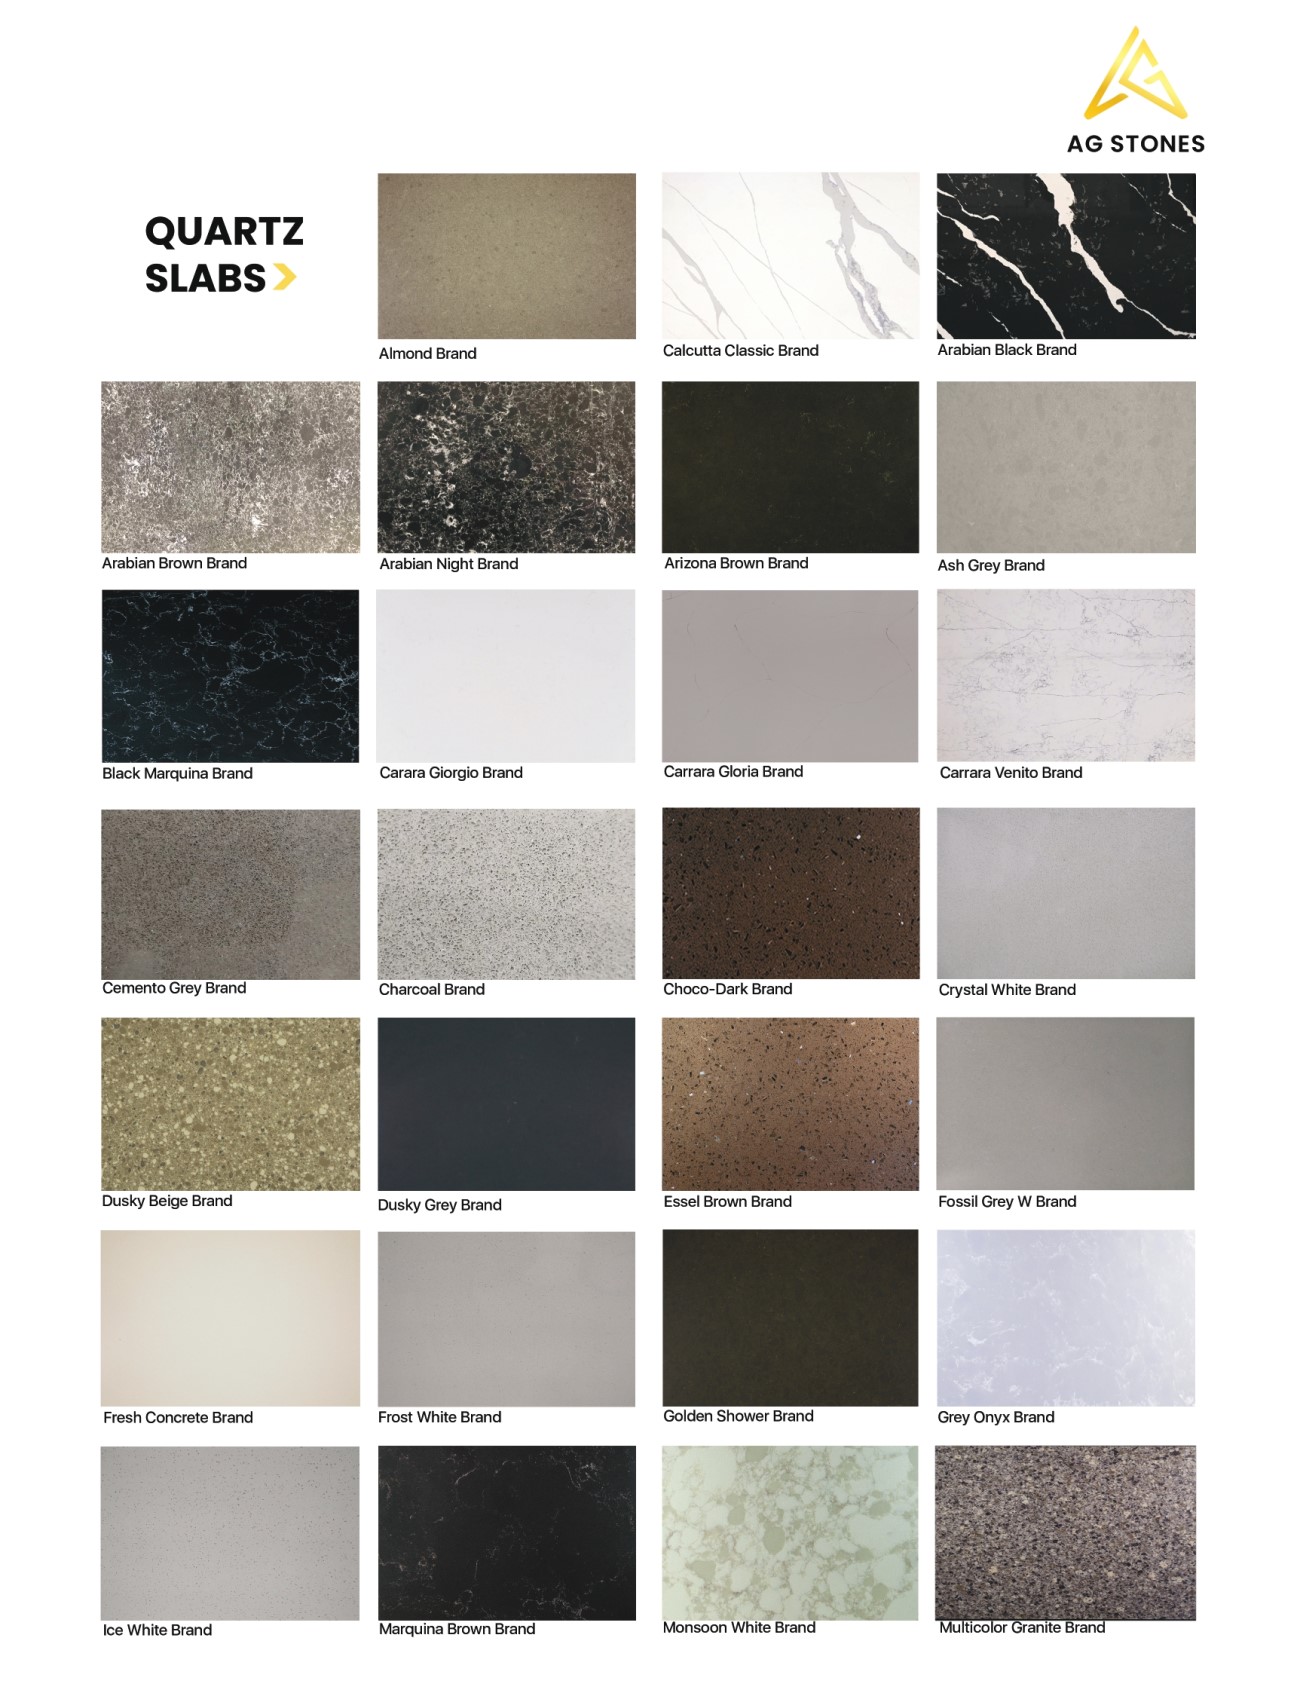 AG STONES
QUARTZ
SLABS
Almond Brand
Calcutta Classic Brand
Arabian Black Brand
Arabian Brown Brand
Arabian Night Brand
Arizona Brown Brand
Ash Grey Brand
Black Marquina Brand
Carara Giorgio Brand
Carrara Gloria Brand
Carrara Venito Brand
Cemento Grey Brand
Charcoal Brand
Choco-Dark Brand
Crystal White Brand
Dusky Beige Brand
Dusky Grey Brand
Essel Brown Brand
Fossil Grey W Brand
Fresh Concrete Brand
Frost White Brand
Golden Shower Brand
Grey Onyx Brand
Ice White Brand
Marquina Brown Brand
Monsoon White Brand
Multicolor Granite Brand